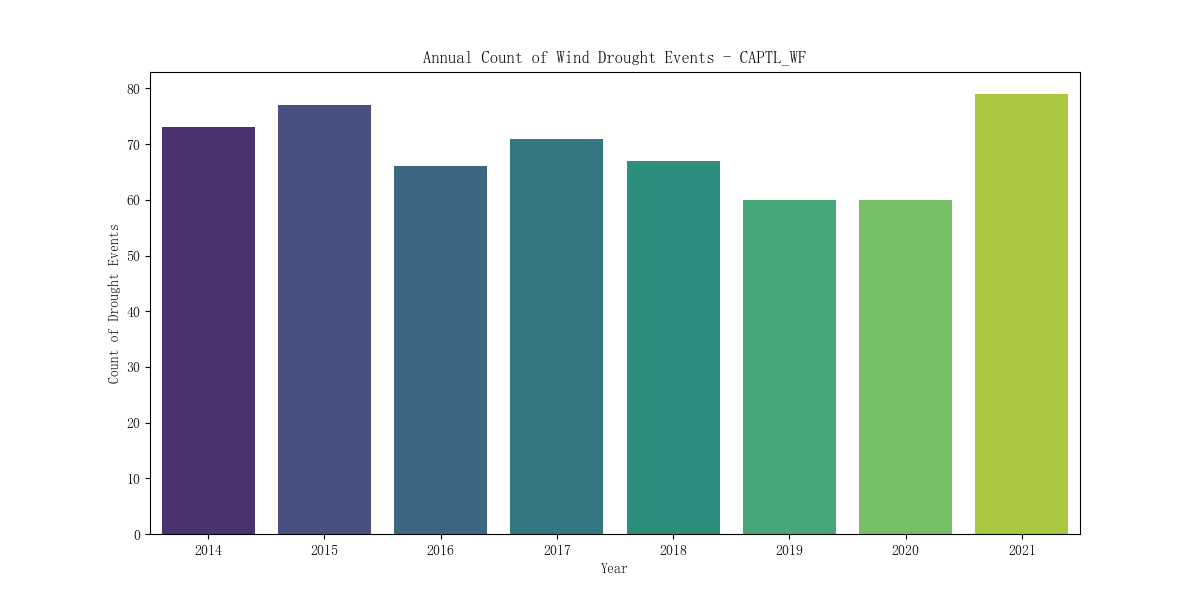 Annual Count of Wind Drought Events - CAPTL_WF
80
70
60
50
40
30
20
10
0
Count of Drought Events
2014 2015 2016 2017 2018 2019 2020 2021
Year